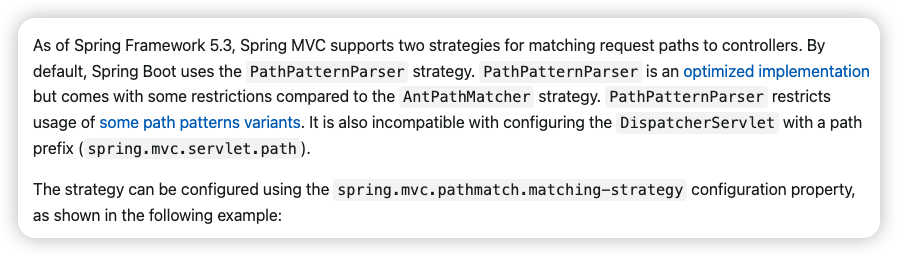 As of Spring Framework 5.3, Spring MVC supports two strategies for matching request paths to controllers. By
default, Spring Boot uses the PathPatternParser strategy. PathPatternParser is an optimized implementation
but comes with some restrictions compared to the AntPathMatcher strategy. PathPatternParser restricts
usage of some path patterns variants. It is also incompatible with configuring the DispatcherServlet with a path
prefix (spring.mvc.servlet.path).
The strategy can be configured using the spring.mvc.pathmatch.matching-strategy configuration property,
as shown in the following example: